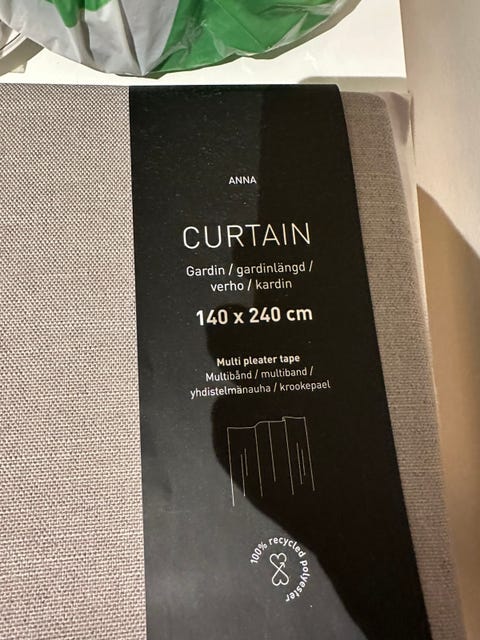 ANNA
CURTAIN
Gardin / gardinlängd /
verho / kardin
140 x 240 cm
Multi pleater tape
Multibånd / multiband /
yhdistelmänauha / krookepael
100% recycled polyester